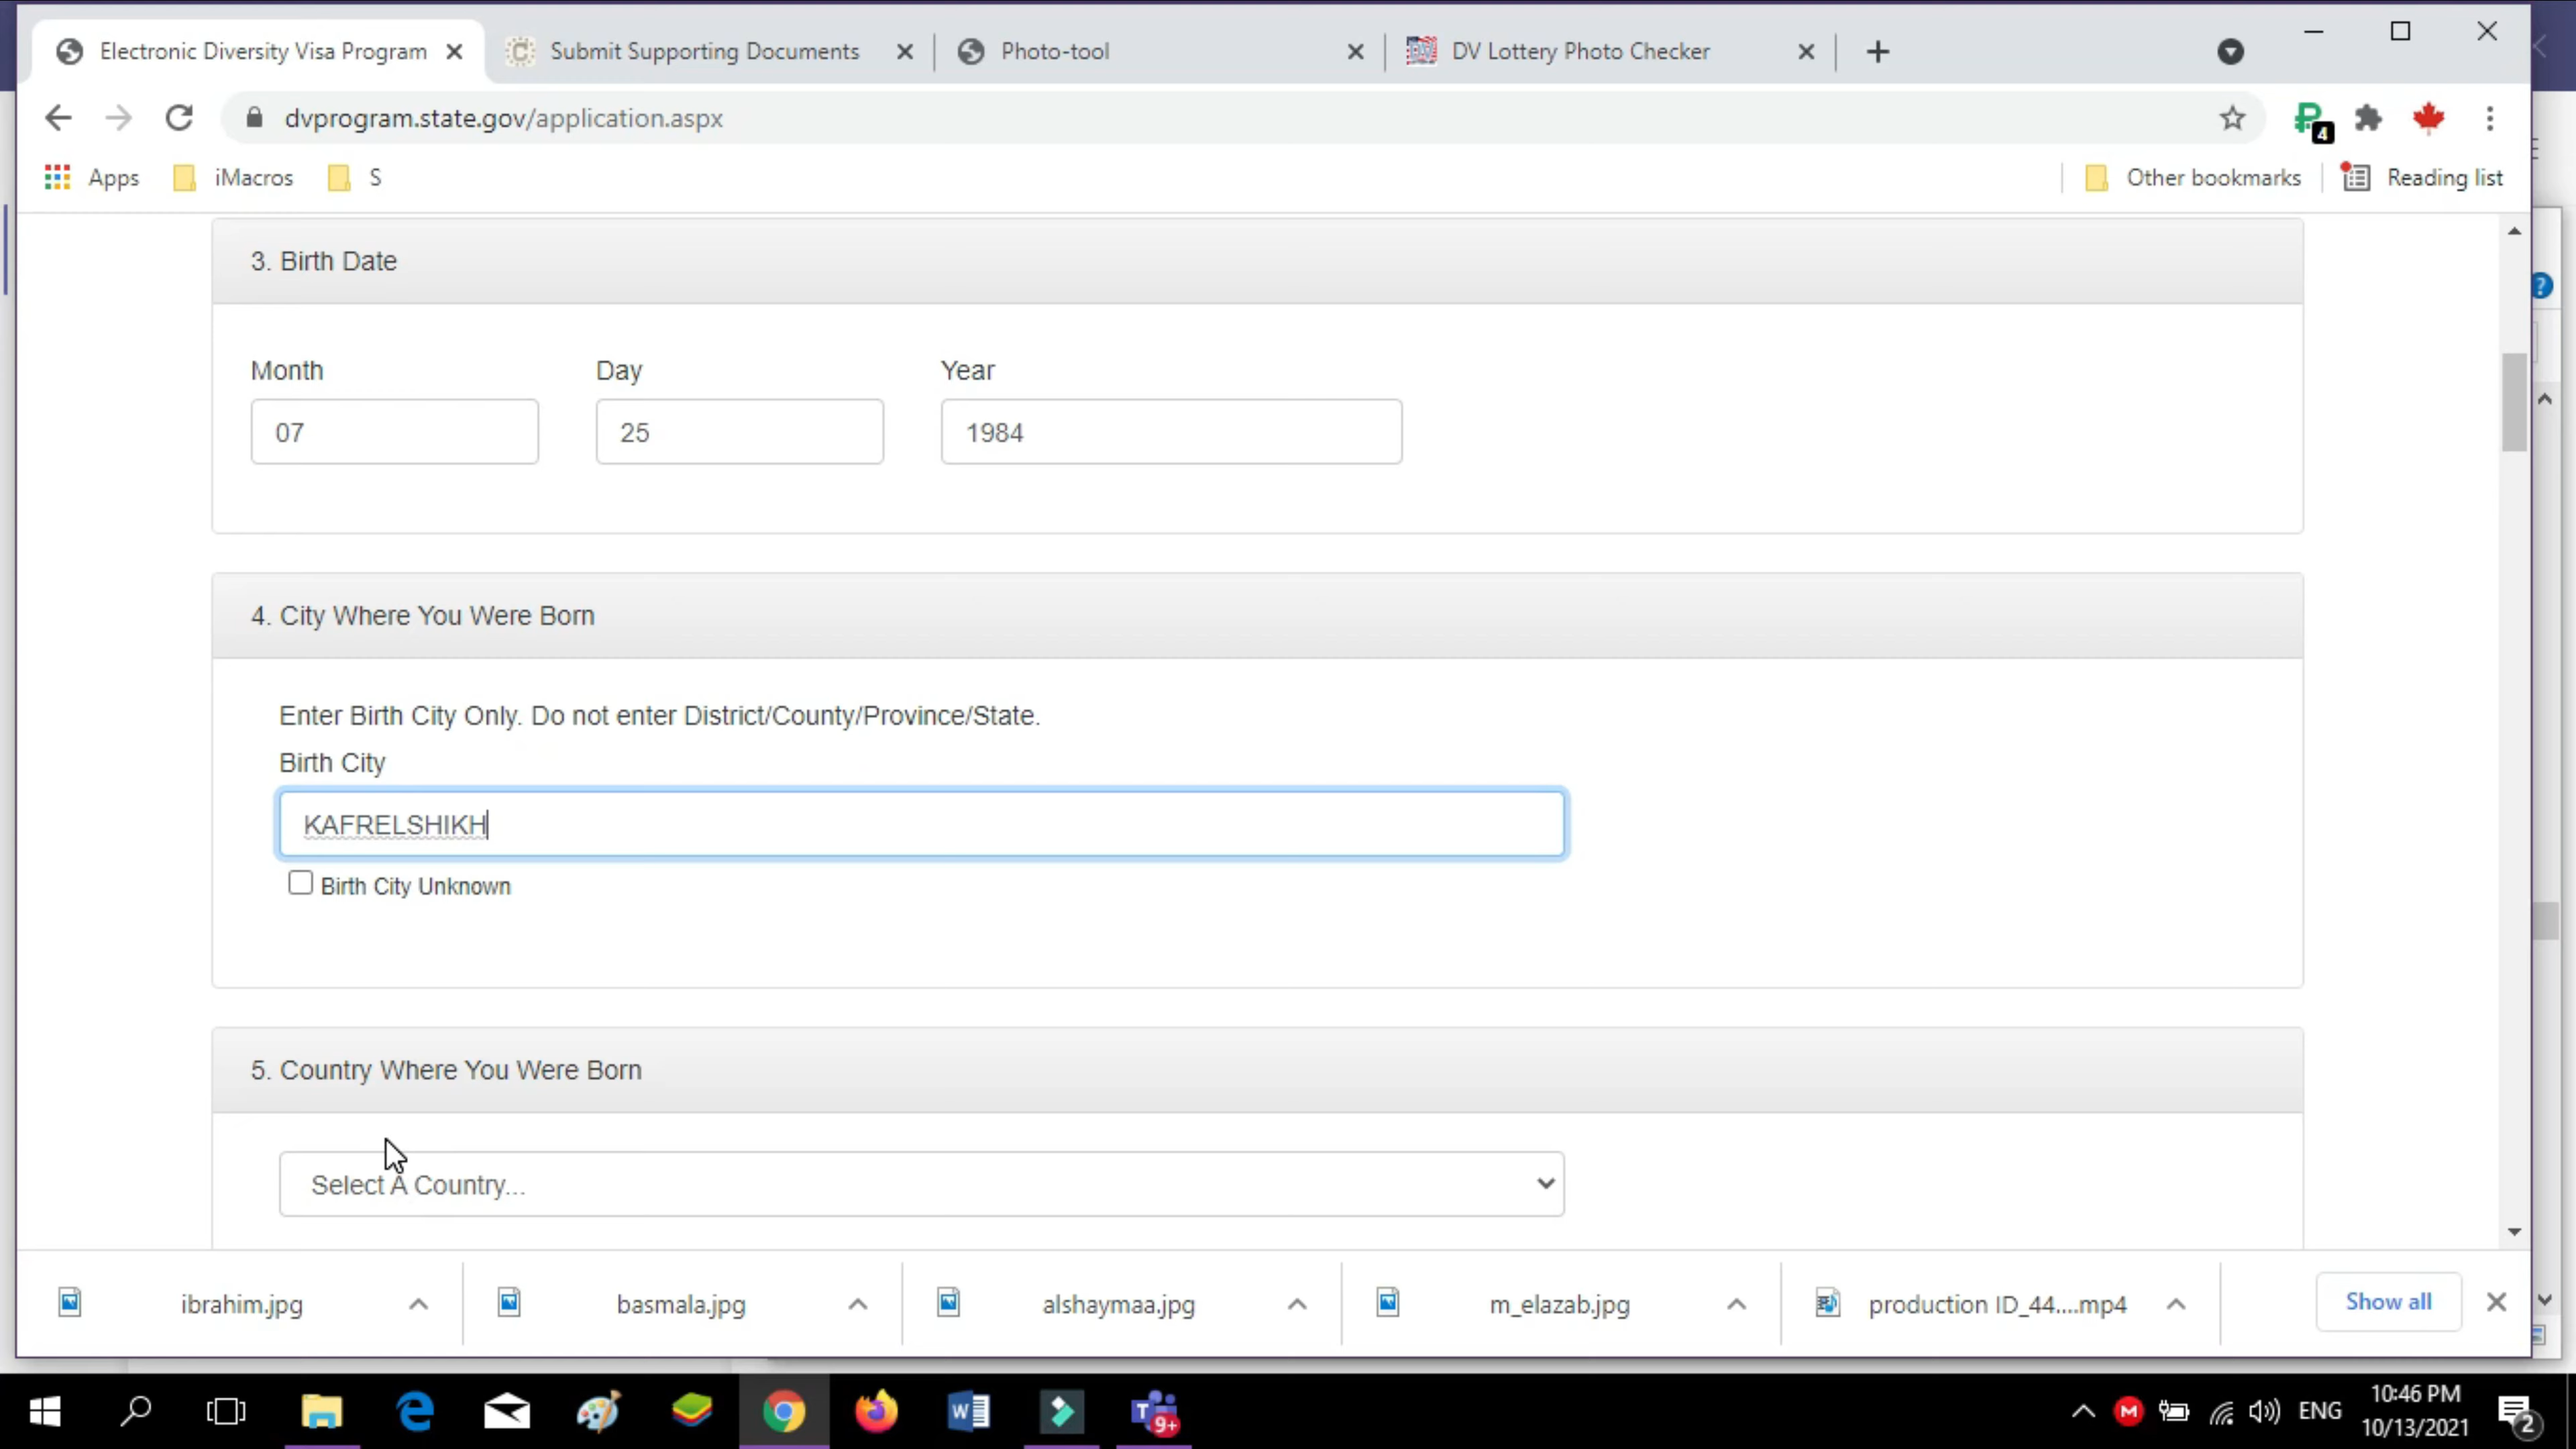 Electronic Diversity Visa Program
Submit Supporting Documents
Photo-tool
DV Lottery Photo Checker
dvprogram.state.gov/application.aspx
4
Apps
iMacros
S
Other bookmarks
Reading list
3. Birth Date
Month
Day
Year
07
25
1984
4. City Where You Were Born
Enter Birth City Only. Do not enter District/County/Province/State.
Birth City
KAFRELSHIKH
Birth City Unknown
5. Country Where You Were Born
Select A Country...
ibrahim.jpg
basmala.jpg
alshaymaa.jpg
m_elazab.jpg
production ID_44....mp4
Show all
ENG
10:46 PM
10/13/2021
9+
2